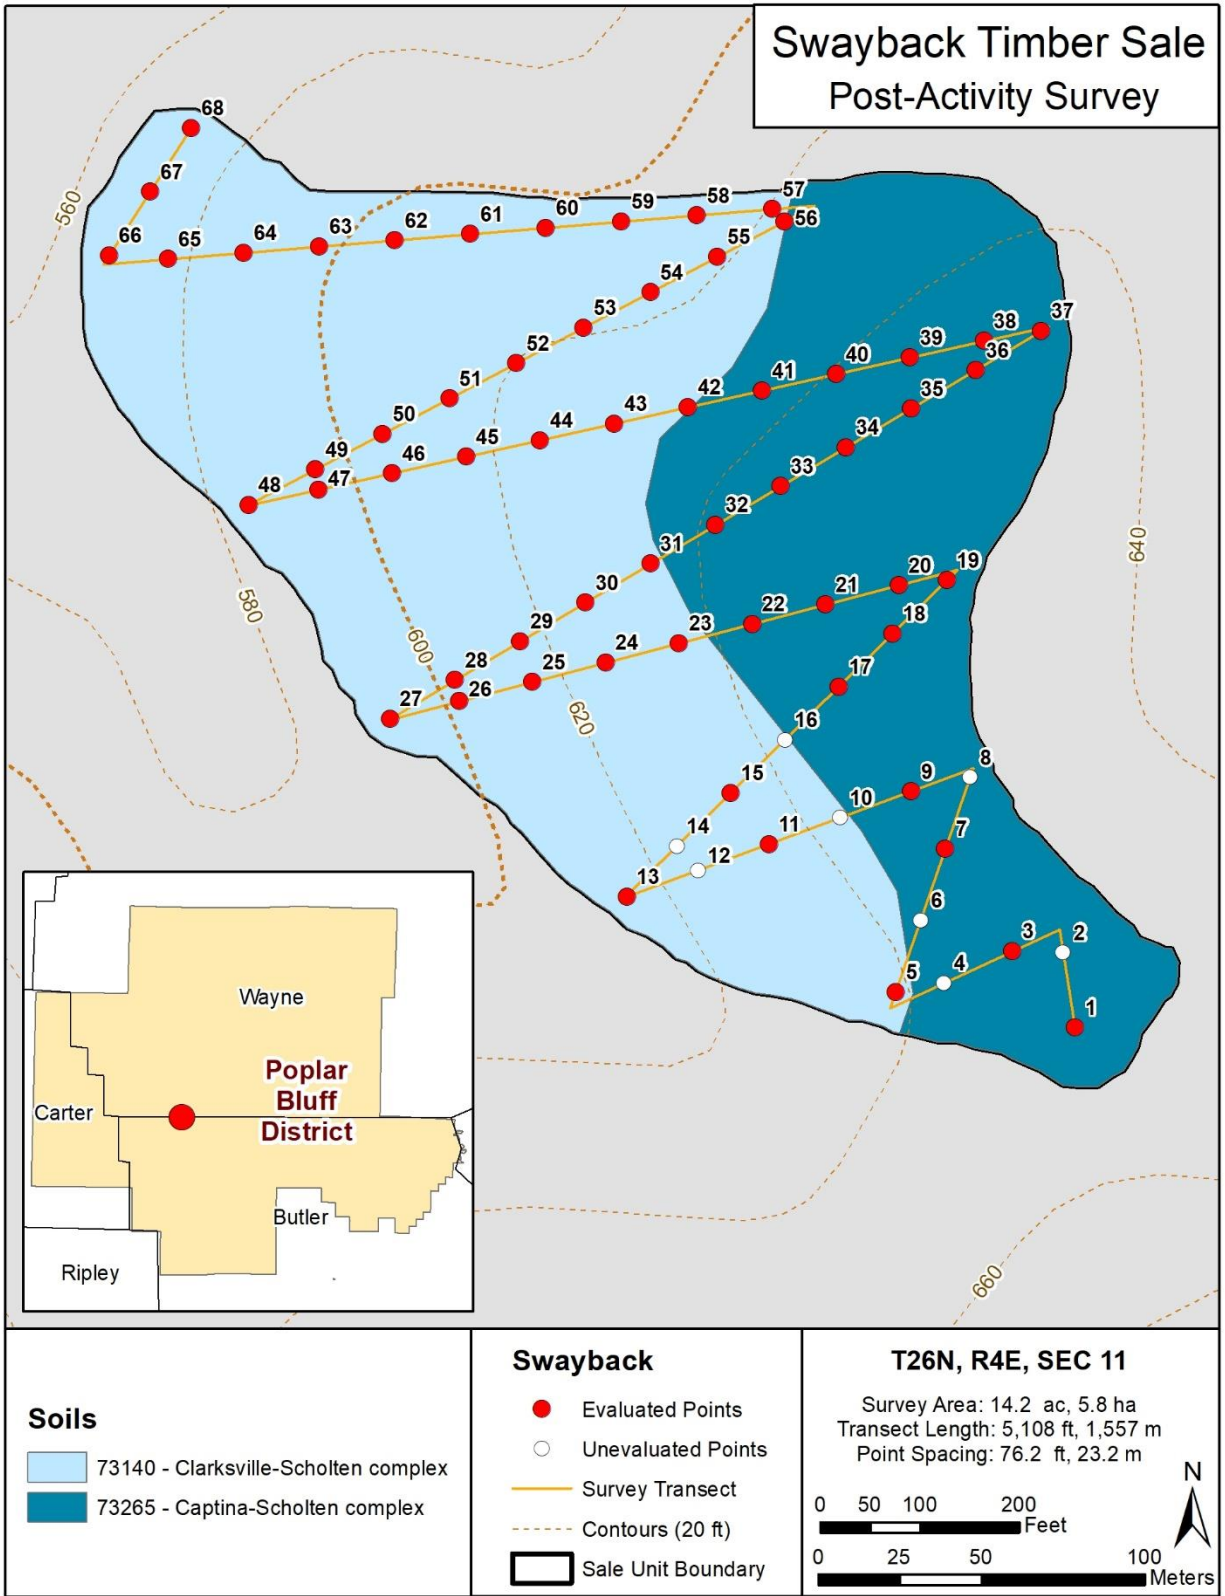 Swayback Timber Sale
Post-Activity Survey
68
67
66
65
64
63
62
61
60
59
58
57
56
55
54
53
52
51
50
49
48
47
46
45
44
43
42
41
40
39
38
37
36
35
34
33
32
31
30
29
28
27
26
25
24
23
22
21
20
19
18
17
16
15
14
13
12
11
10
9
8
7
6
5
4
3
2
1
560
580
600
620
640
660
Wayne
Poplar
Bluff
District
Carter
Butler
Ripley
Soils
73140 - Clarksville-Scholten complex
73265 - Captina-Scholten complex
Swayback
Evaluated Points
Unevaluated Points
Survey Transect
Contours (20 ft)
Sale Unit Boundary
T26N, R4E, SEC 11
Survey Area: 14.2 ac, 5.8 ha
Transect Length: 5,108 ft, 1,557 m
Point Spacing: 76.2 ft, 23.2 m
N
0 50 100 200
Feet
0 25 50 100
Meters